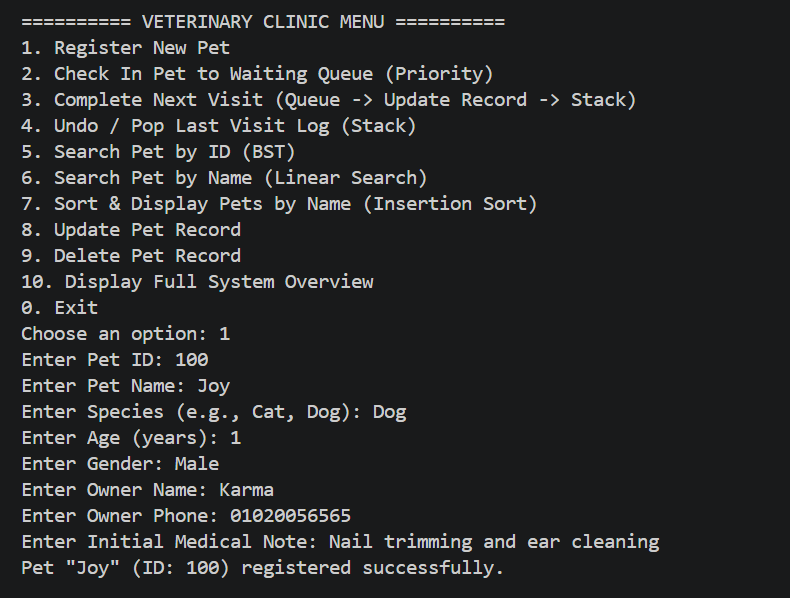 ========== VETERINARY CLINIC MENU ==========
1. Register New Pet
2. Check In Pet to Waiting Queue (Priority)
3. Complete Next Visit (Queue -> Update Record -> Stack)
4. Undo / Pop Last Visit Log (Stack)
5. Search Pet by ID (BST)
6. Search Pet by Name (Linear Search)
7. Sort & Display Pets by Name (Insertion Sort)
8. Update Pet Record
9. Delete Pet Record
10. Display Full System Overview
0. Exit
Choose an option: 1
Enter Pet ID: 100
Enter Pet Name: Joy
Enter Species (e.g., Cat, Dog): Dog
Enter Age (years): 1
Enter Gender: Male
Enter Owner Name: Karma
Enter Owner Phone: 01020056565
Enter Initial Medical Note: Nail trimming and ear cleaning
Pet "Joy" (ID: 100) registered successfully.